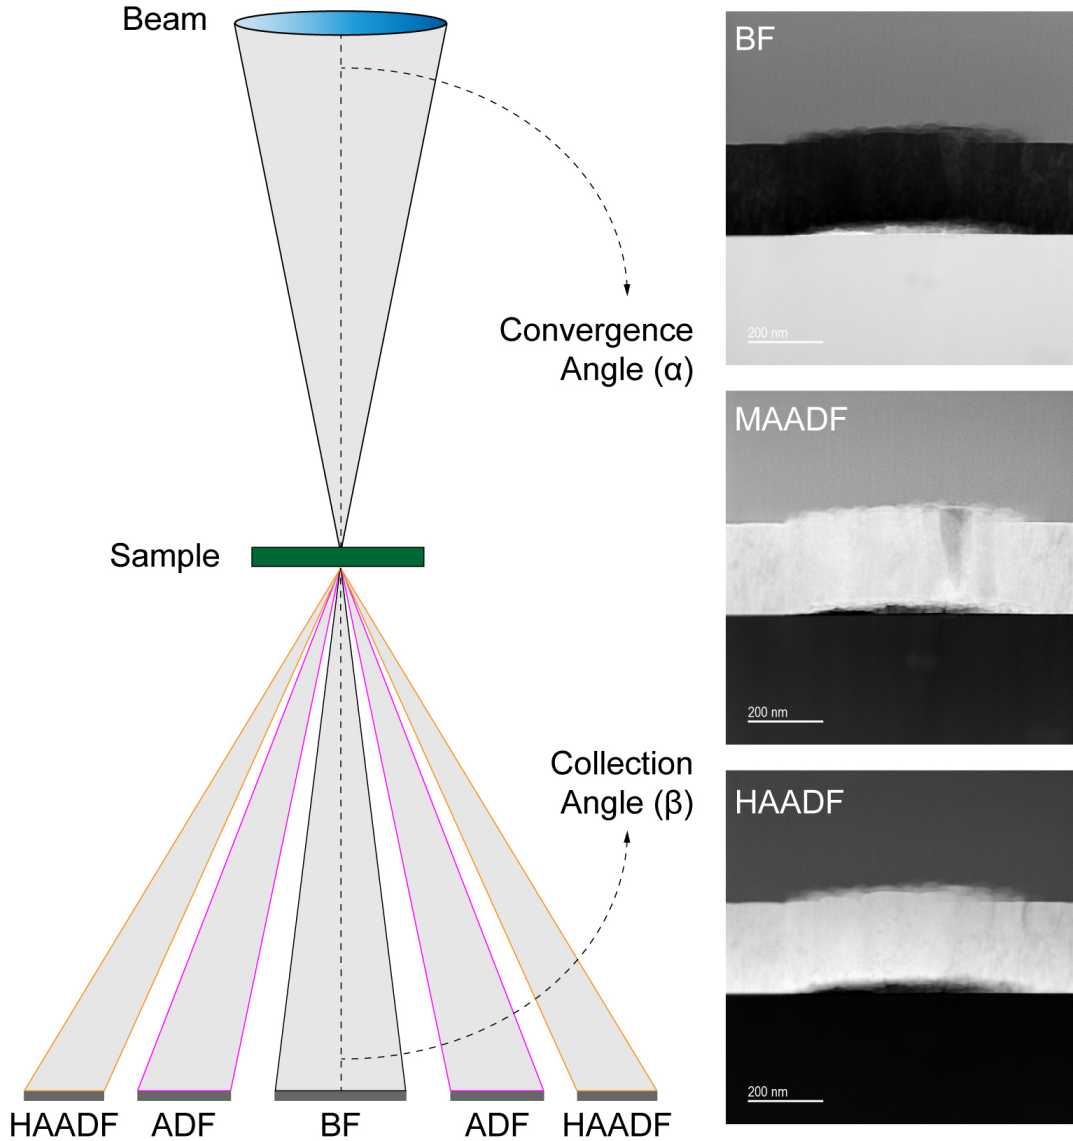 Beam
Convergence
Angle (α)
Sample
Collection
Angle (β)
HAADF
ADF
BF
ADF
HAADF
BF
200 nm
MAADF
200 nm
HAADF
200 nm